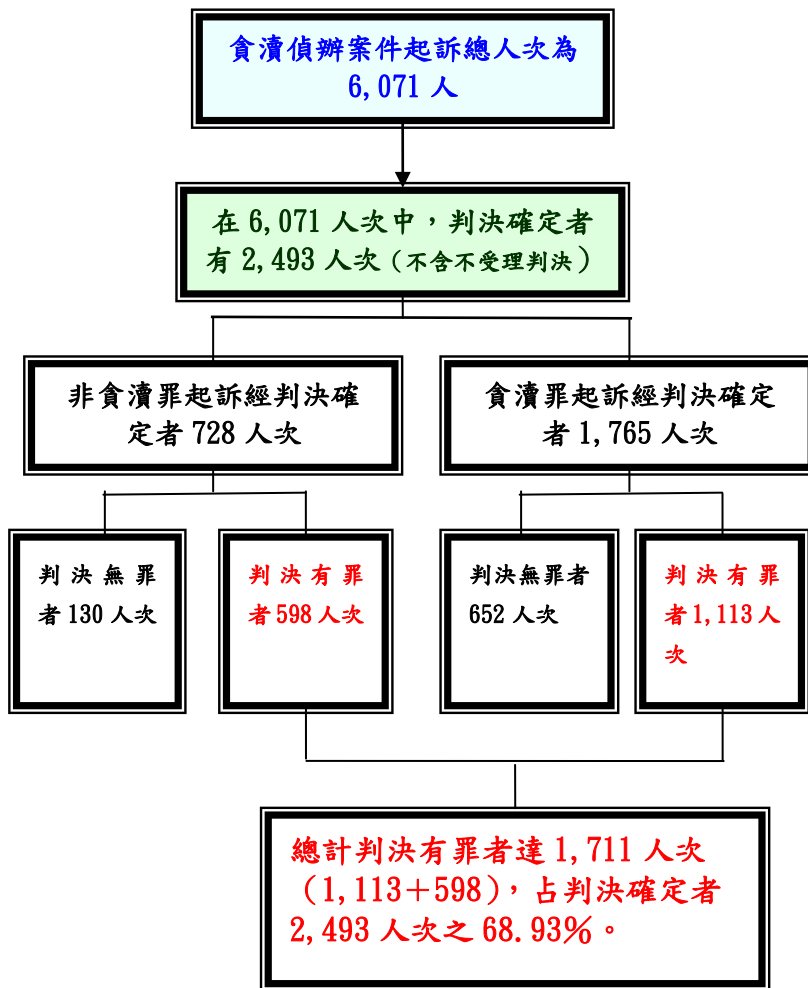 貪瀆偵辦案件起訴總人次為
6,071 人
在 6,071 人次中，判決確定者
有 2,493 人次（不含不受理判決）
非貪瀆罪起訴經判決確
定者 728 人次
貪瀆罪起訴經判決確定
者 1,765 人次
判決無罪
者 130 人次
判決有罪
者 598 人次
判決無罪者
652 人次
判決有罪
者 1,113 人
次
總計判決有罪者達 1,711 人次
（1,113＋598），占判決確定者
2,493 人次之 68.93％。